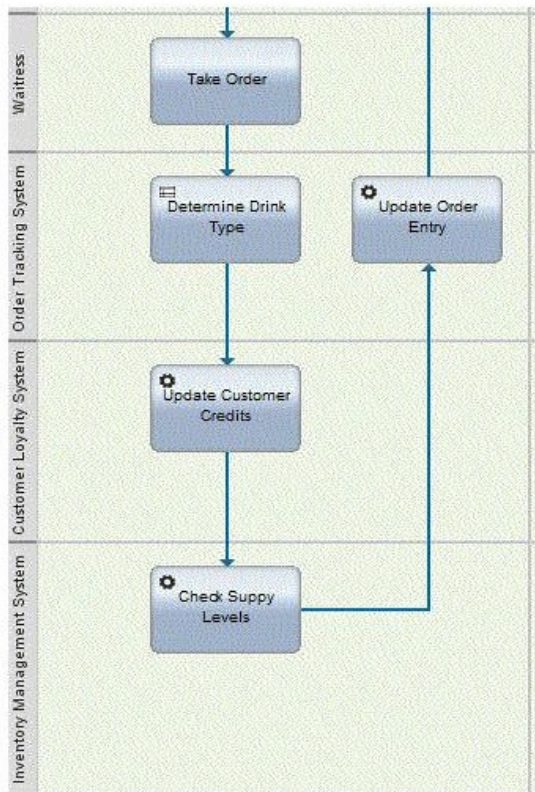 Waitress
Take Order
Order Tracking System
Determine Drink
Type
Update Order
Entry
Customer Loyalty System
Update Customer
Credits
Inventory Management System
Check Suppy
Levels